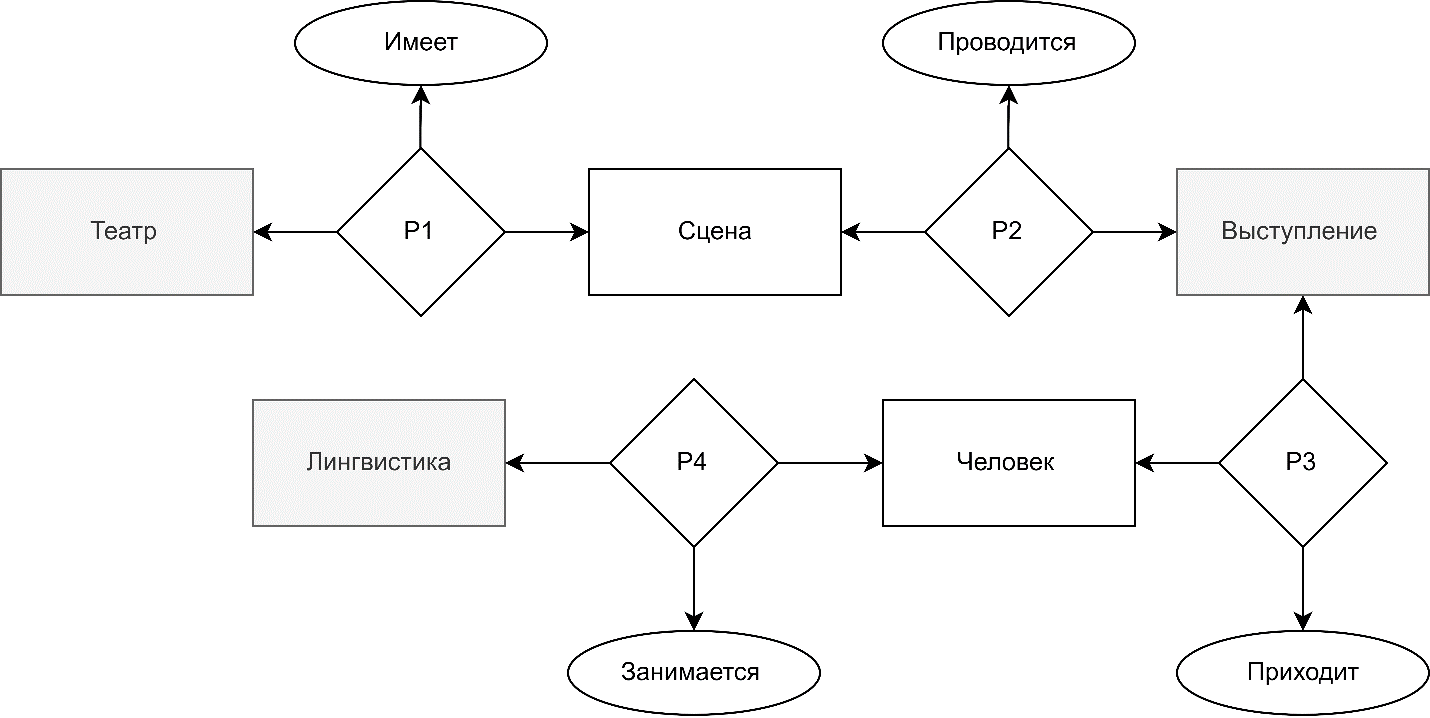 Имеет
Проводится
Театр
P1
Сцена
P2
Выступление
Лингвистика
P4
Человек
P3
Занимается
Приходит